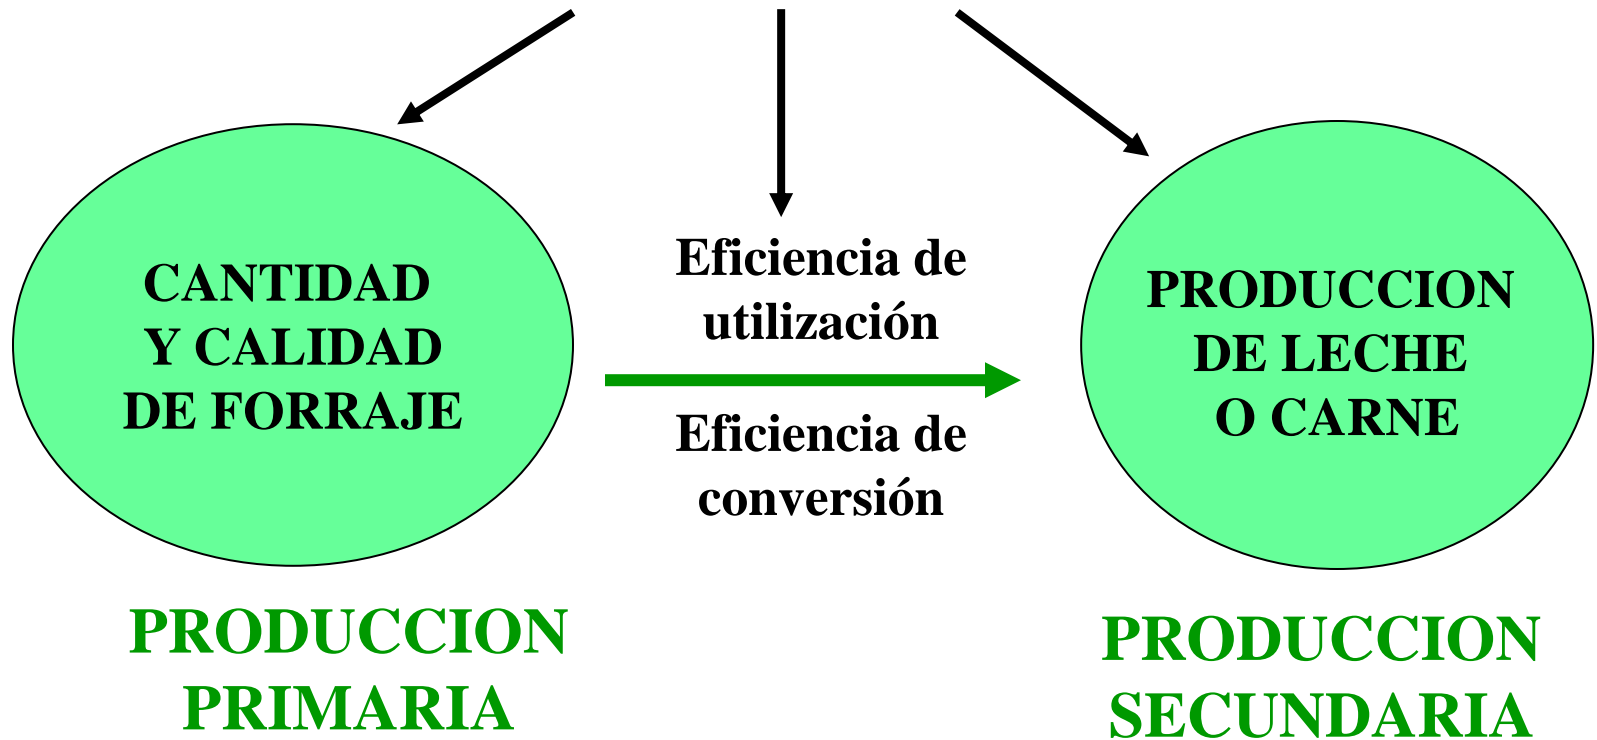 CANTIDAD
Y CALIDAD
DE FORRAJE
Eficiencia de
utilización
Eficiencia de
conversión
PRODUCCION
DE LECHE
O CARNE
PRODUCCION
PRIMARIA
PRODUCCION
SECUNDARIA